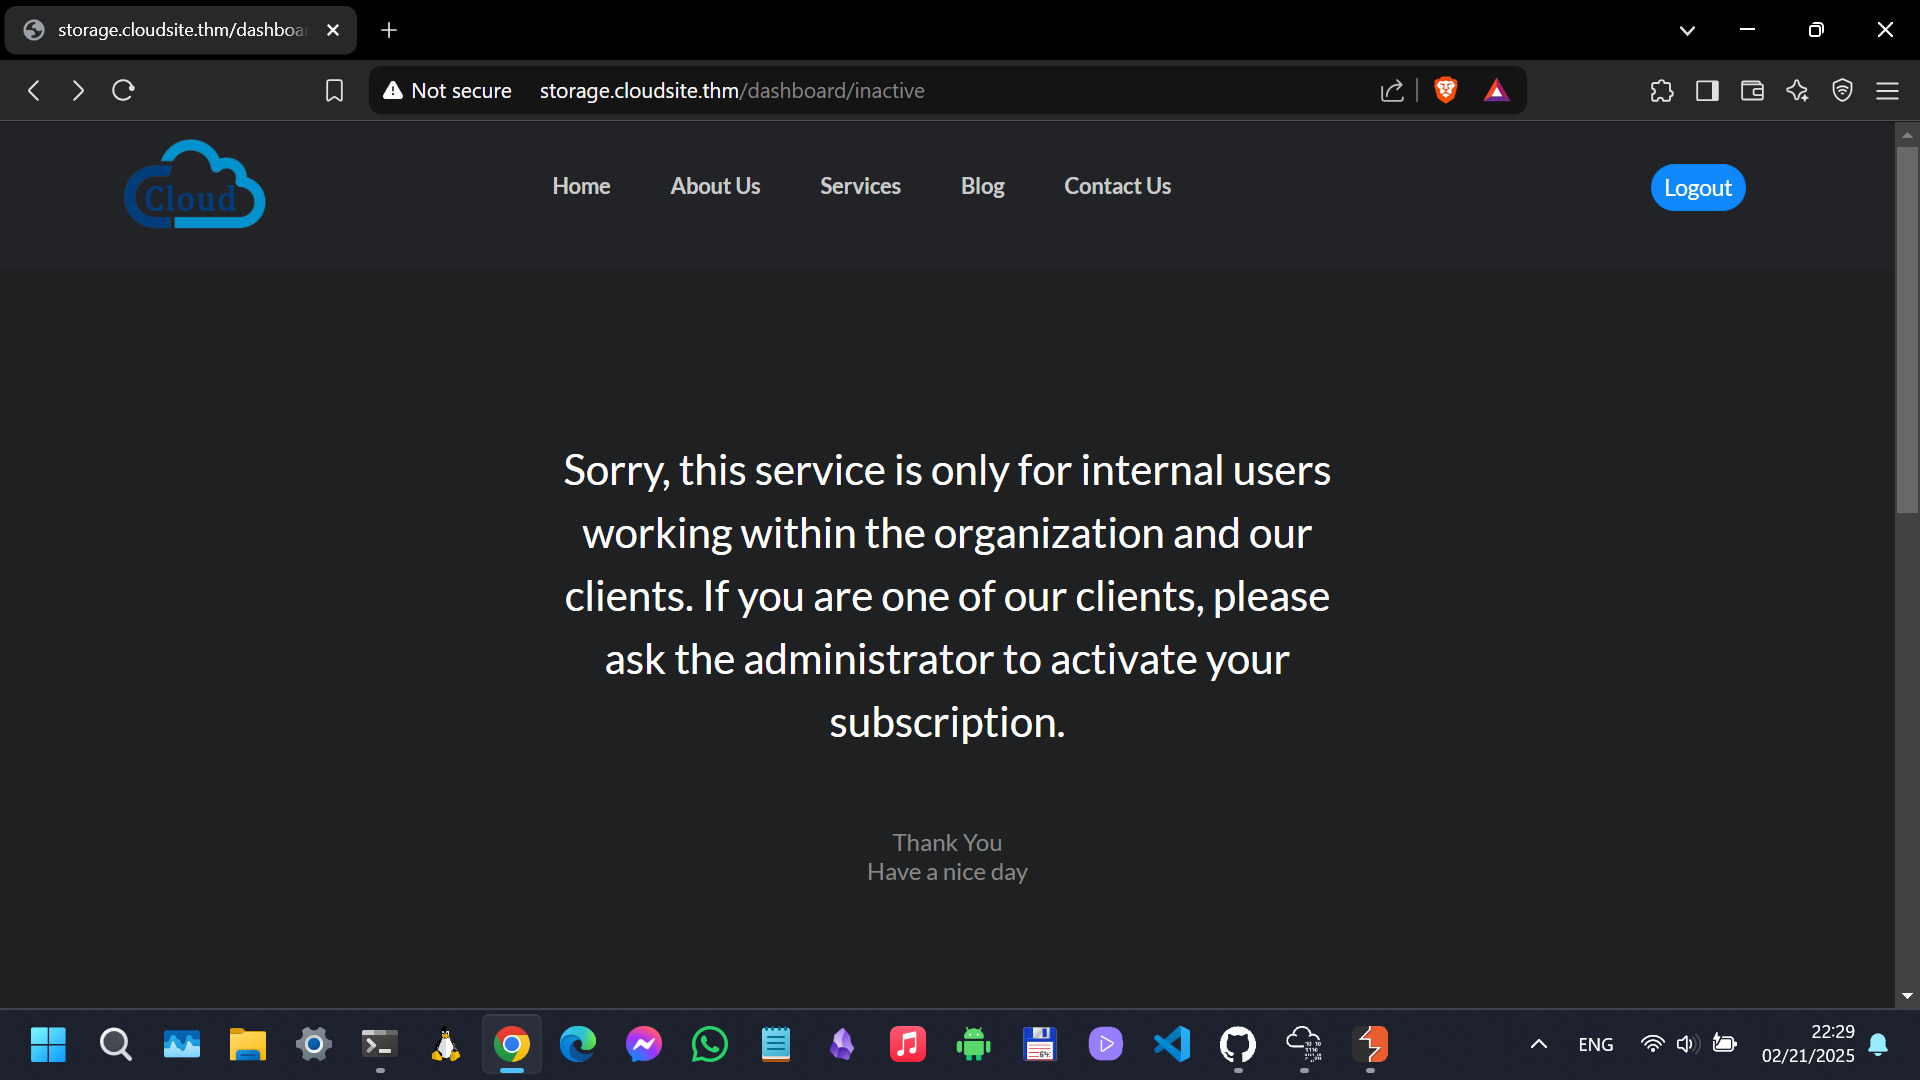 storage.cloudsite.thm/dashboa
Not secure storage.cloudsite.thm/dashboard/inactive
Cloud
Home About Us Services Blog Contact Us Logout
Sorry, this service is only for internal users
working within the organization and our
clients. If you are one of our clients, please
ask the administrator to activate your
subscription.
Thank You
Have a nice day
64
ENG
22:29
02/21/2025